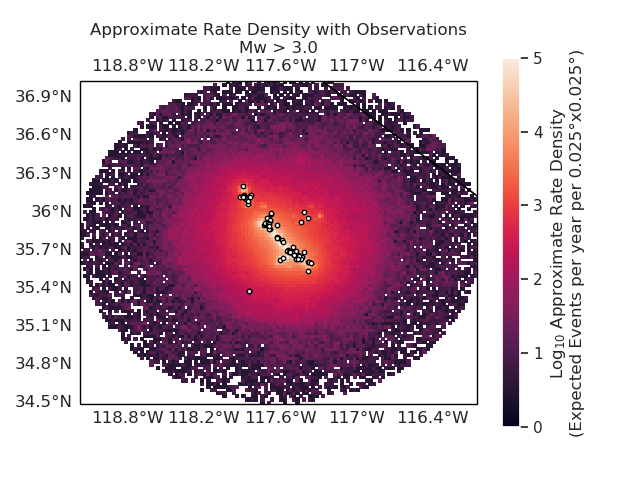 Approximate Rate Density with Observations
Mw > 3.0
118.8°W 118.2°W 117.6°W 117°W 116.4°W
36.9°N
36.6°N
36.3°N
36°N
35.7°N
35.4°N
35.1°N
34.8°N
34.5°N
118.8°W 118.2°W 117.6°W 117°W 116.4°W
5
4
3
2
1
0
Log₁₀ Approximate Rate Density
(Expected Events per year per 0.025°x0.025°)